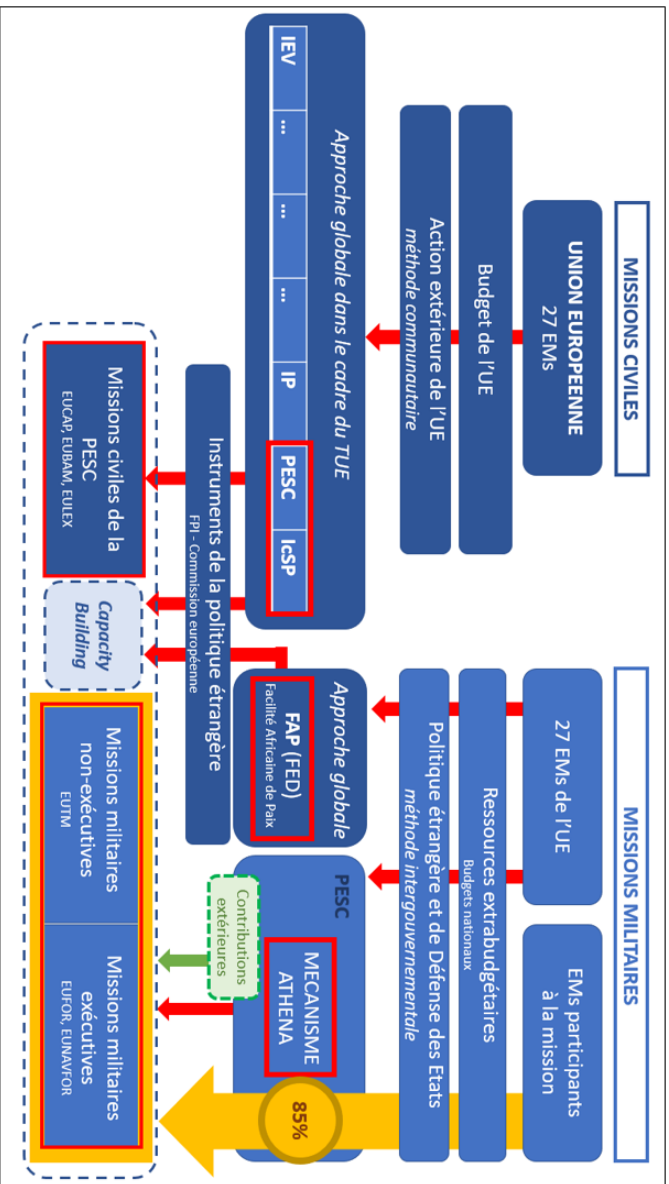 MISSIONS CIVILES
MISSIONS MILITAIRES
UNION EUROPEENNE
27 EMs
27 EMs de l'UE
EMs participants
à la mission
Budget de l'UE
Ressources extrabudgétaires
Budgets nationaux
Action extérieure de l'UE
méthode communautaire
Politique étrangère et de Défense des Etats
méthode intergouvernementale
Approche globale dans le cadre du TUE
IEV
...
...
...
IP
PESC
IcSP
Approche globale
FAP (FED)
Facilité Africaine de Paix
PESC
MECANISME
ATHENA
85%
Contributions
extérieures
Instruments de la politique étrangère
FPI - Commission européenne
Missions civiles de la
PESC
EUCAP, EUBAM, EULEX
Capacity
Building
Missions militaires
non-exécutives
EUTM
Missions militaires
exécutives
EUFOR, EUNAVFOR